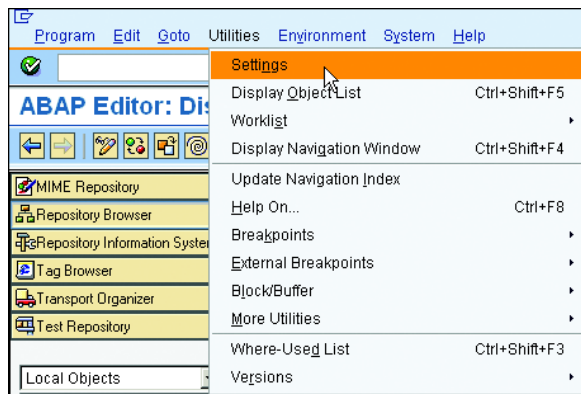 Program Edit Goto Utilities Environment System Help
Settings
ABAP Editor: Di
Display Object List Ctrl+Shift+F5
Worklist
Display Navigation Window Ctrl+Shift+F4
MIME Repository
Update Navigation Index
Repository Browser
Help On... Ctrl+F8
Repository Information
Breakpoints
Tag Browser
External Breakpoints
Transport Organizer
Block/Buffer
Test Repository
More Utilities
Where-Used List Ctrl+Shift+F3
Local Objects
Versions